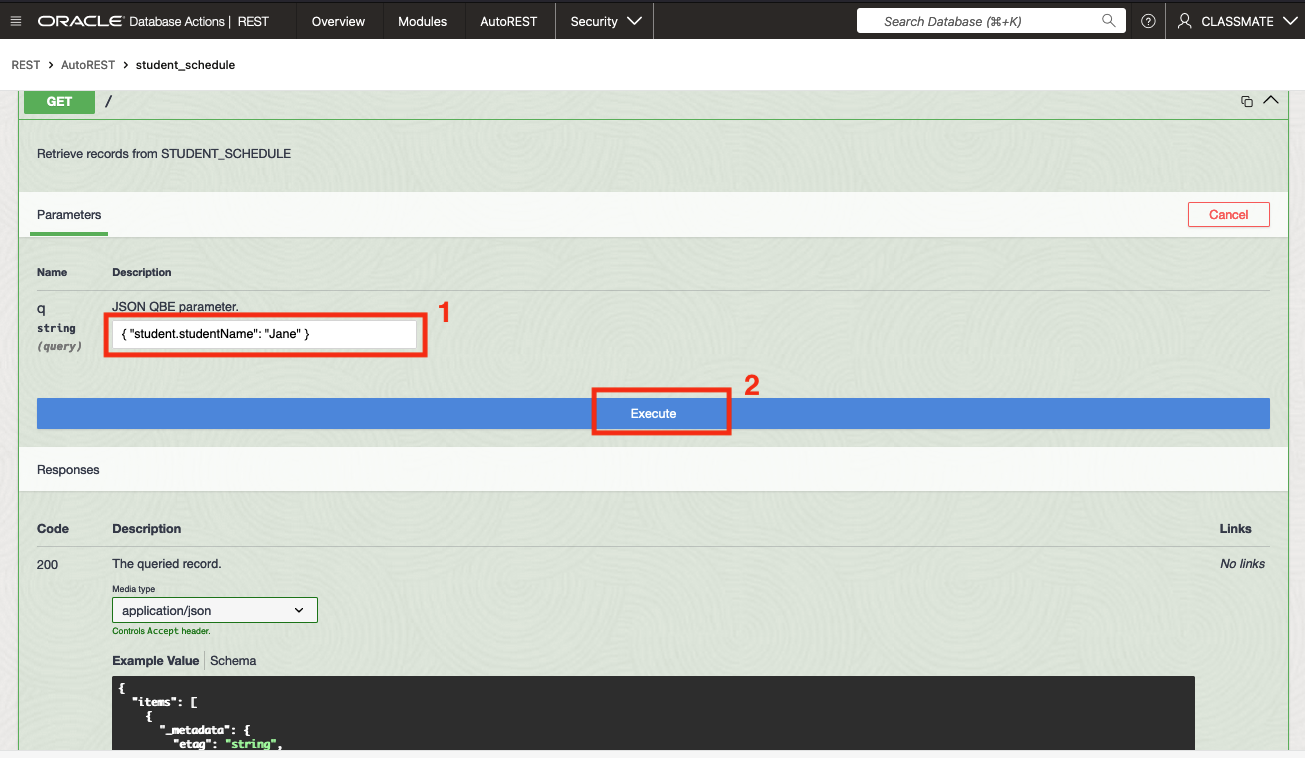 ORACLE Database Actions | REST Overview Modules AutoREST Security Search Database (⌘+K) CLASSMATE
REST > AutoREST > student_schedule
GET /
Retrieve records from STUDENT_SCHEDULE
Parameters Cancel
Name Description
q JSON QBE parameter. 1
string { "student.studentName": "Jane" }
(query)
2
Execute
Responses
Code Description Links
200 The queried record. No links
Media type
application/json
Controls Accept header.
Example Value | Schema
{
"items": [
{
"_metadata": {
"etag": "string",